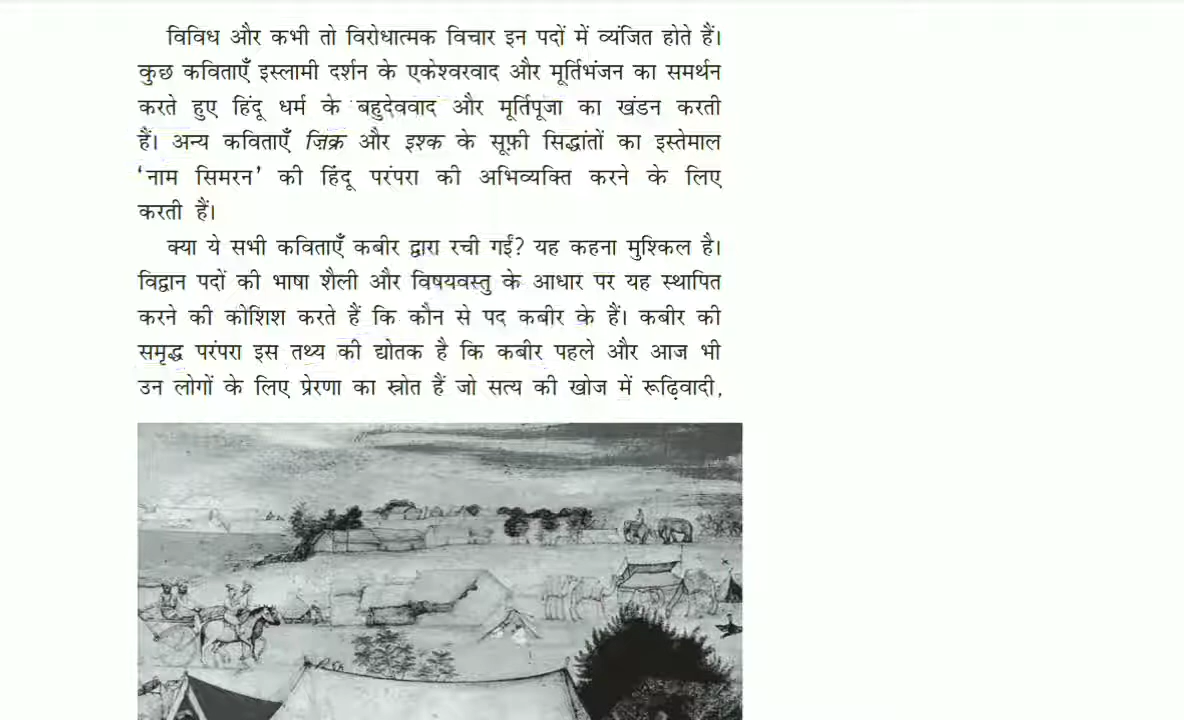 विविध और कभी तो विरोधात्मक विचार इन पदों में व्यंजित होते हैं।
कुछ कविताएँ इस्लामी दर्शन के एकेश्वरवाद और मूर्तिभंजन का समर्थन
करते हुए हिंदू धर्म के बहुदेववाद और मूर्तिपूजा का खंडन करती
हैं। अन्य कविताएँ ज़िक्र और इश्क के सूफ़ी सिद्धांतों का इस्तेमाल
‘नाम सिमरन’ की हिंदू परंपरा की अभिव्यक्ति करने के लिए
करती हैं।
क्या ये सभी कविताएँ कबीर द्वारा रची गईं? यह कहना मुश्किल है।
विद्वान पदों की भाषा शैली और विषयवस्तु के आधार पर यह स्थापित
करने की कोशिश करते हैं कि कौन से पद कबीर के हैं। कबीर की
समृद्ध परंपरा इस तथ्य की द्योतक है कि कबीर पहले और आज भी
उन लोगों के लिए प्रेरणा का स्रोत हैं जो सत्य की खोज में रूढ़िवादी,